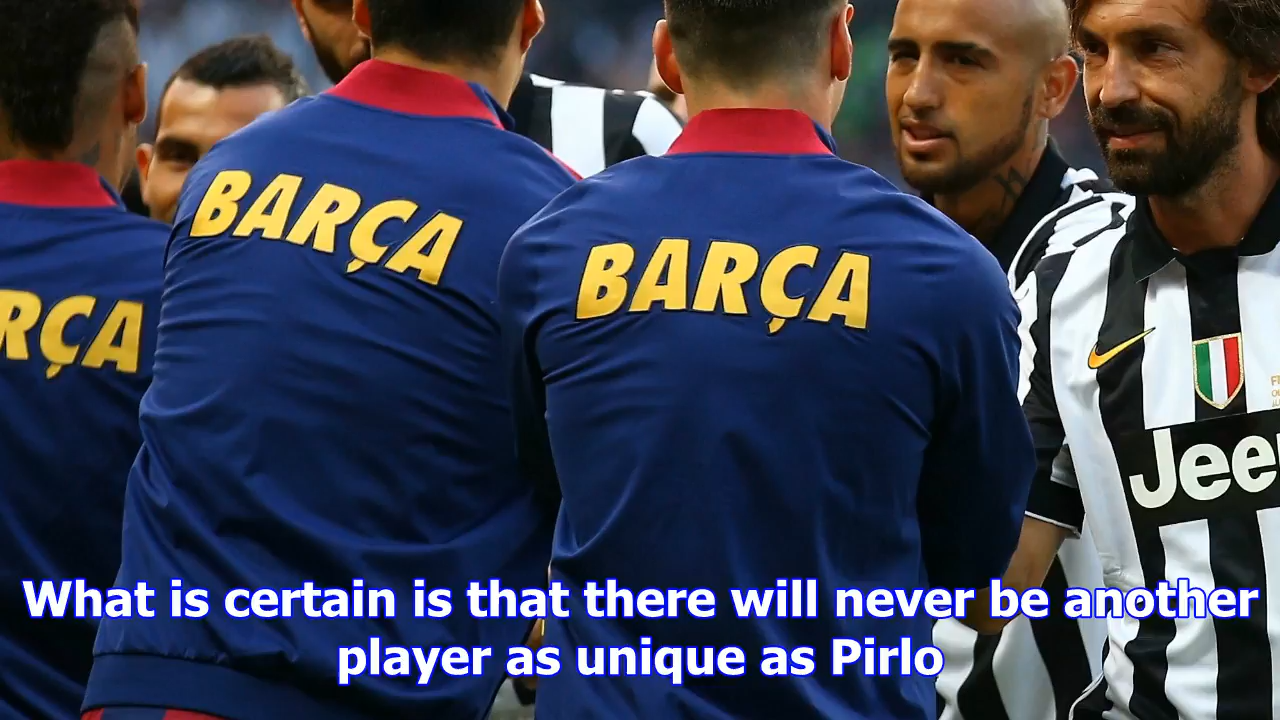 BARÇA
BARÇA
RÇA
Jee
What is certain is that there will never be another
player as unique as Pirlo